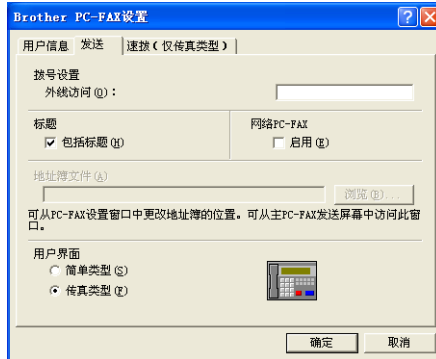 Brother PC-FAX设置
用户信息 发送 速拨(仅传真类型)
拨号设置
外线访问(O):
标题 网络PC-FAX
包括标题(H) 启用(E)
地址簿文件(A)
浏览(B)...
可从PC-FAX设置窗口中更改地址簿的位置。可从主PC-FAX发送屏幕中访问此窗
口。
用户界面
简单类型(S)
传真类型(F)
确定 取消